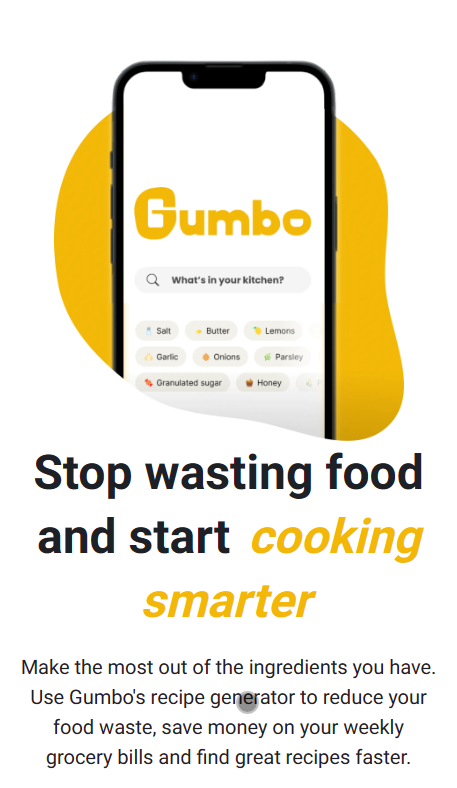 Gumbo
What's in your kitchen?
Salt Butter Lemons
Garlic Onions Parsley
Granulated sugar Honey
Stop wasting food
and start cooking
smarter
Make the most out of the ingredients you have.
Use Gumbo's recipe generator to reduce your
food waste, save money on your weekly
grocery bills and find great recipes faster.